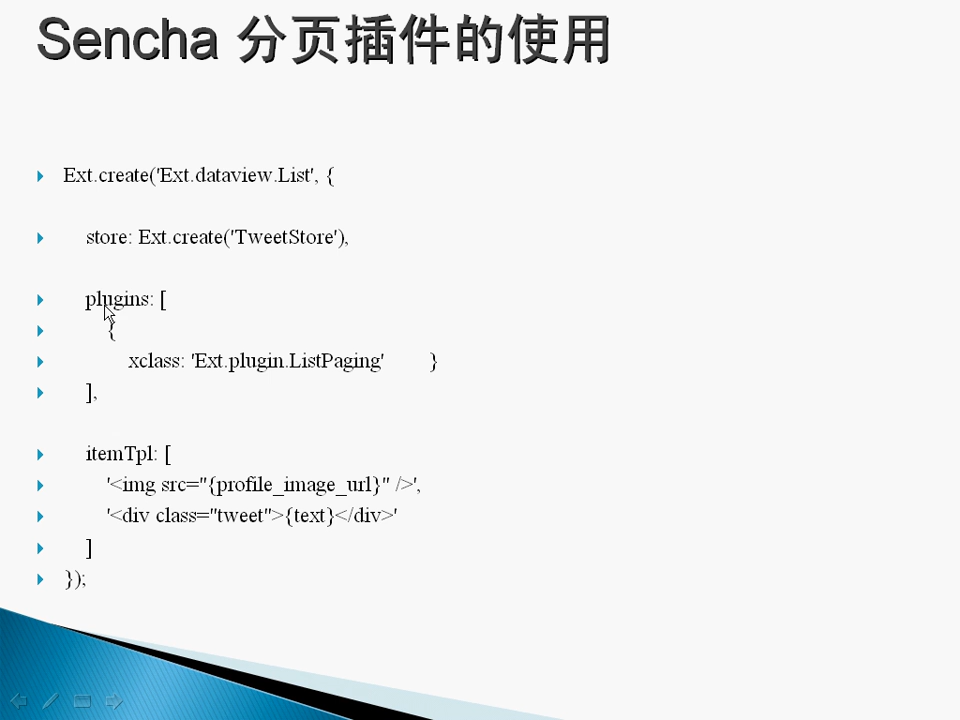 Sencha 分页插件的使用
Ext.create('Ext.dataview.List', {
store: Ext.create('TweetStore'),
plugins: [
{
xclass: 'Ext.plugin.ListPaging' }
],
itemTpl: [
'<img src="{profile_image_url}" />',
'<div class="tweet">{text}</div>'
]
});